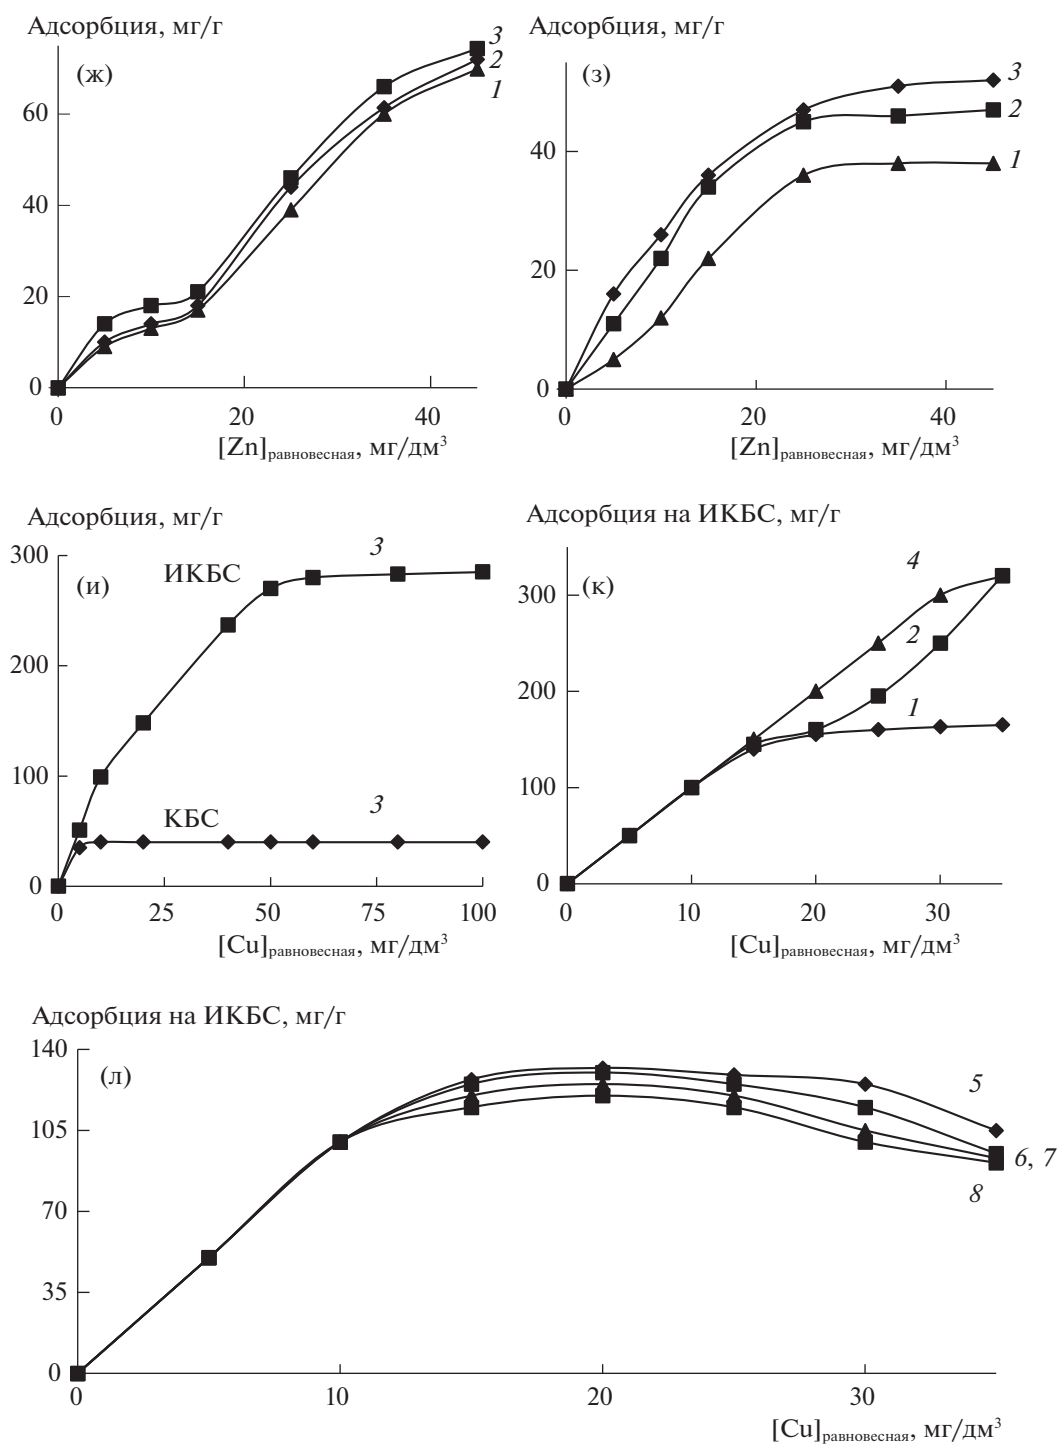 Адсорбция, мг/г
(ж)
3
2
1
60
40
20
0
0 20 40
[Zn]равновесная, мг/дм³
Адсорбция, мг/г
(з)
3
2
1
40
20
0
0 20 40
[Zn]равновесная, мг/дм³
Адсорбция, мг/г
300
(и)
ИКБС
3
200
100
КБС
3
0
0 25 50 75 100
[Cu]равновесная, мг/дм³
Адсорбция на ИКБС, мг/г
(к)
4
300
2
200
1
100
0
0 10 20 30
[Cu]равновесная, мг/дм³
Адсорбция на ИКБС, мг/г
140
(л)
5
105
6, 7
8
70
35
0
0 10 20 30
[Cu]равновесная, мг/дм³